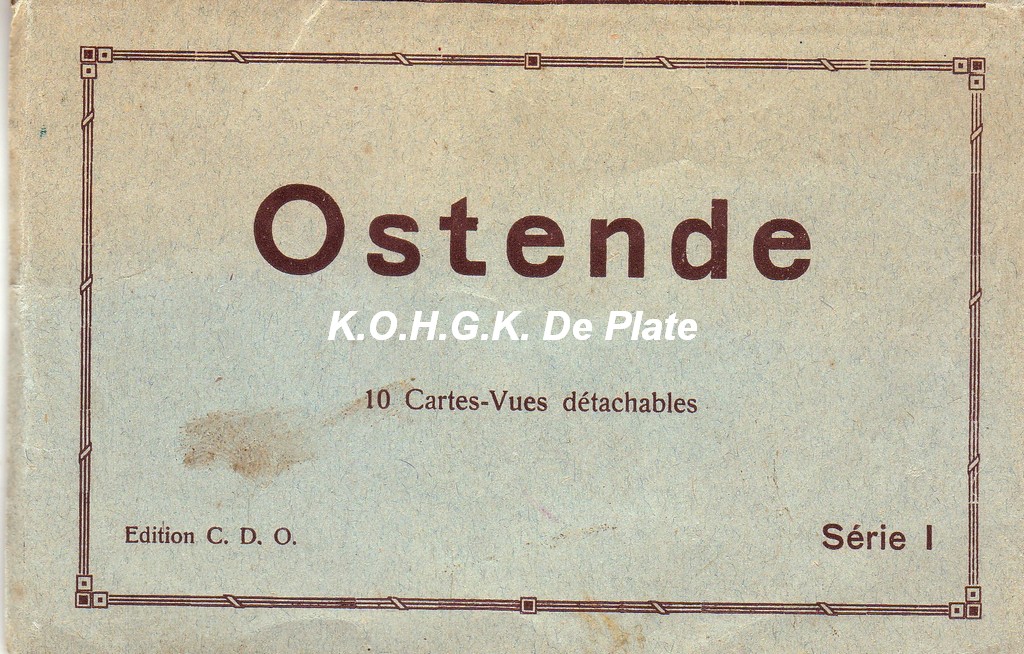 Ostende
K.O.H.G.K. De Plate
10 Cartes-Vues détachables
Edition C. D. O.
Série I